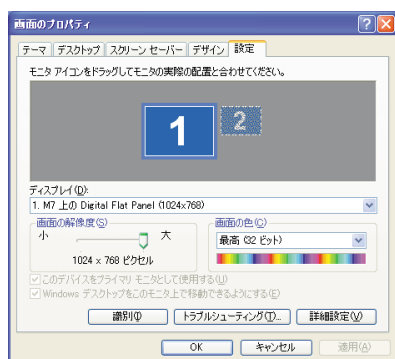 画面のプロパティ
テーマ デスクトップ スクリーン セーバー デザイン 設定
モニタ アイコンをドラッグしてモニタの実際の配置と合わせてください。
1 2
ディスプレイ(D):
1. M7 上の Digital Flat Panel (1024x768)
画面の解像度(S) 画面の色(C)
小 大 最高 (32 ビット)
1024 x 768 ピクセル
このデバイスをプライマリ モニタとして使用する(U)
Windows デスクトップをこのモニタ上で移動できるようにする(E)
識別(I) トラブルシューティング(T)... 詳細設定(V)
OK キャンセル 適用(A)